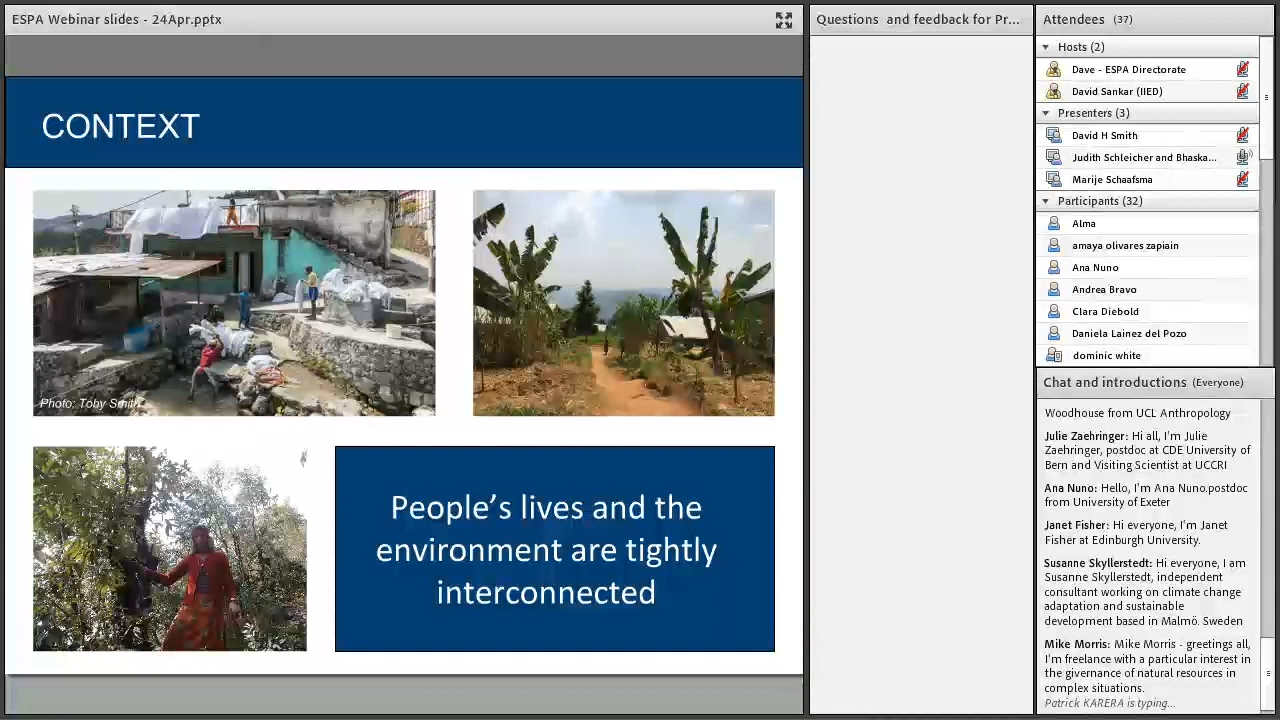 ESPA Webinar slides - 24Apr.pptx
CONTEXT
Photo: Toby Smith
People's lives and the
environment are tightly
interconnected
Questions and feedback for Pr...
Attendees (37)
Hosts (2)
Dave - ESPA Directorate
David Sankar (IIED)
Presenters (3)
David H Smith
Judith Schleicher and Bhaska...
Marije Schaafsma
Participants (32)
Alma
amaya olivares zapiain
Ana Nuno
Andrea Bravo
Clara Diebold
Daniela Lainez del Pozo
dominic white
Chat and introductions (Everyone)
Woodhouse from UCL Anthropology
Julie Zaehringer: Hi all, I'm Julie
Zaehringer, postdoc at CDE University of
Bern and Visiting Scientist at UCCRI
Ana Nuno: Hello, I'm Ana Nuno.postdoc
from University of Exeter
Janet Fisher: Hi everyone, I'm Janet
Fisher at Edinburgh University.
Susanne Skyllerstedt: Hi everyone, I am
Susanne Skyllerstedt, independent
consultant working on climate change
adaptation and sustainable
development based in Malmö. Sweden
Mike Morris: Mike Morris - greetings all,
I'm freelance with a particular interest in
the givernance of natural resources in
complex situations.
Patrick KARERA is typing...